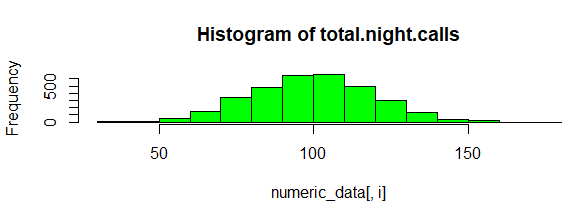 Histogram of total.night.calls
Frequency
500
0
50 100 150
numeric_data[, i]